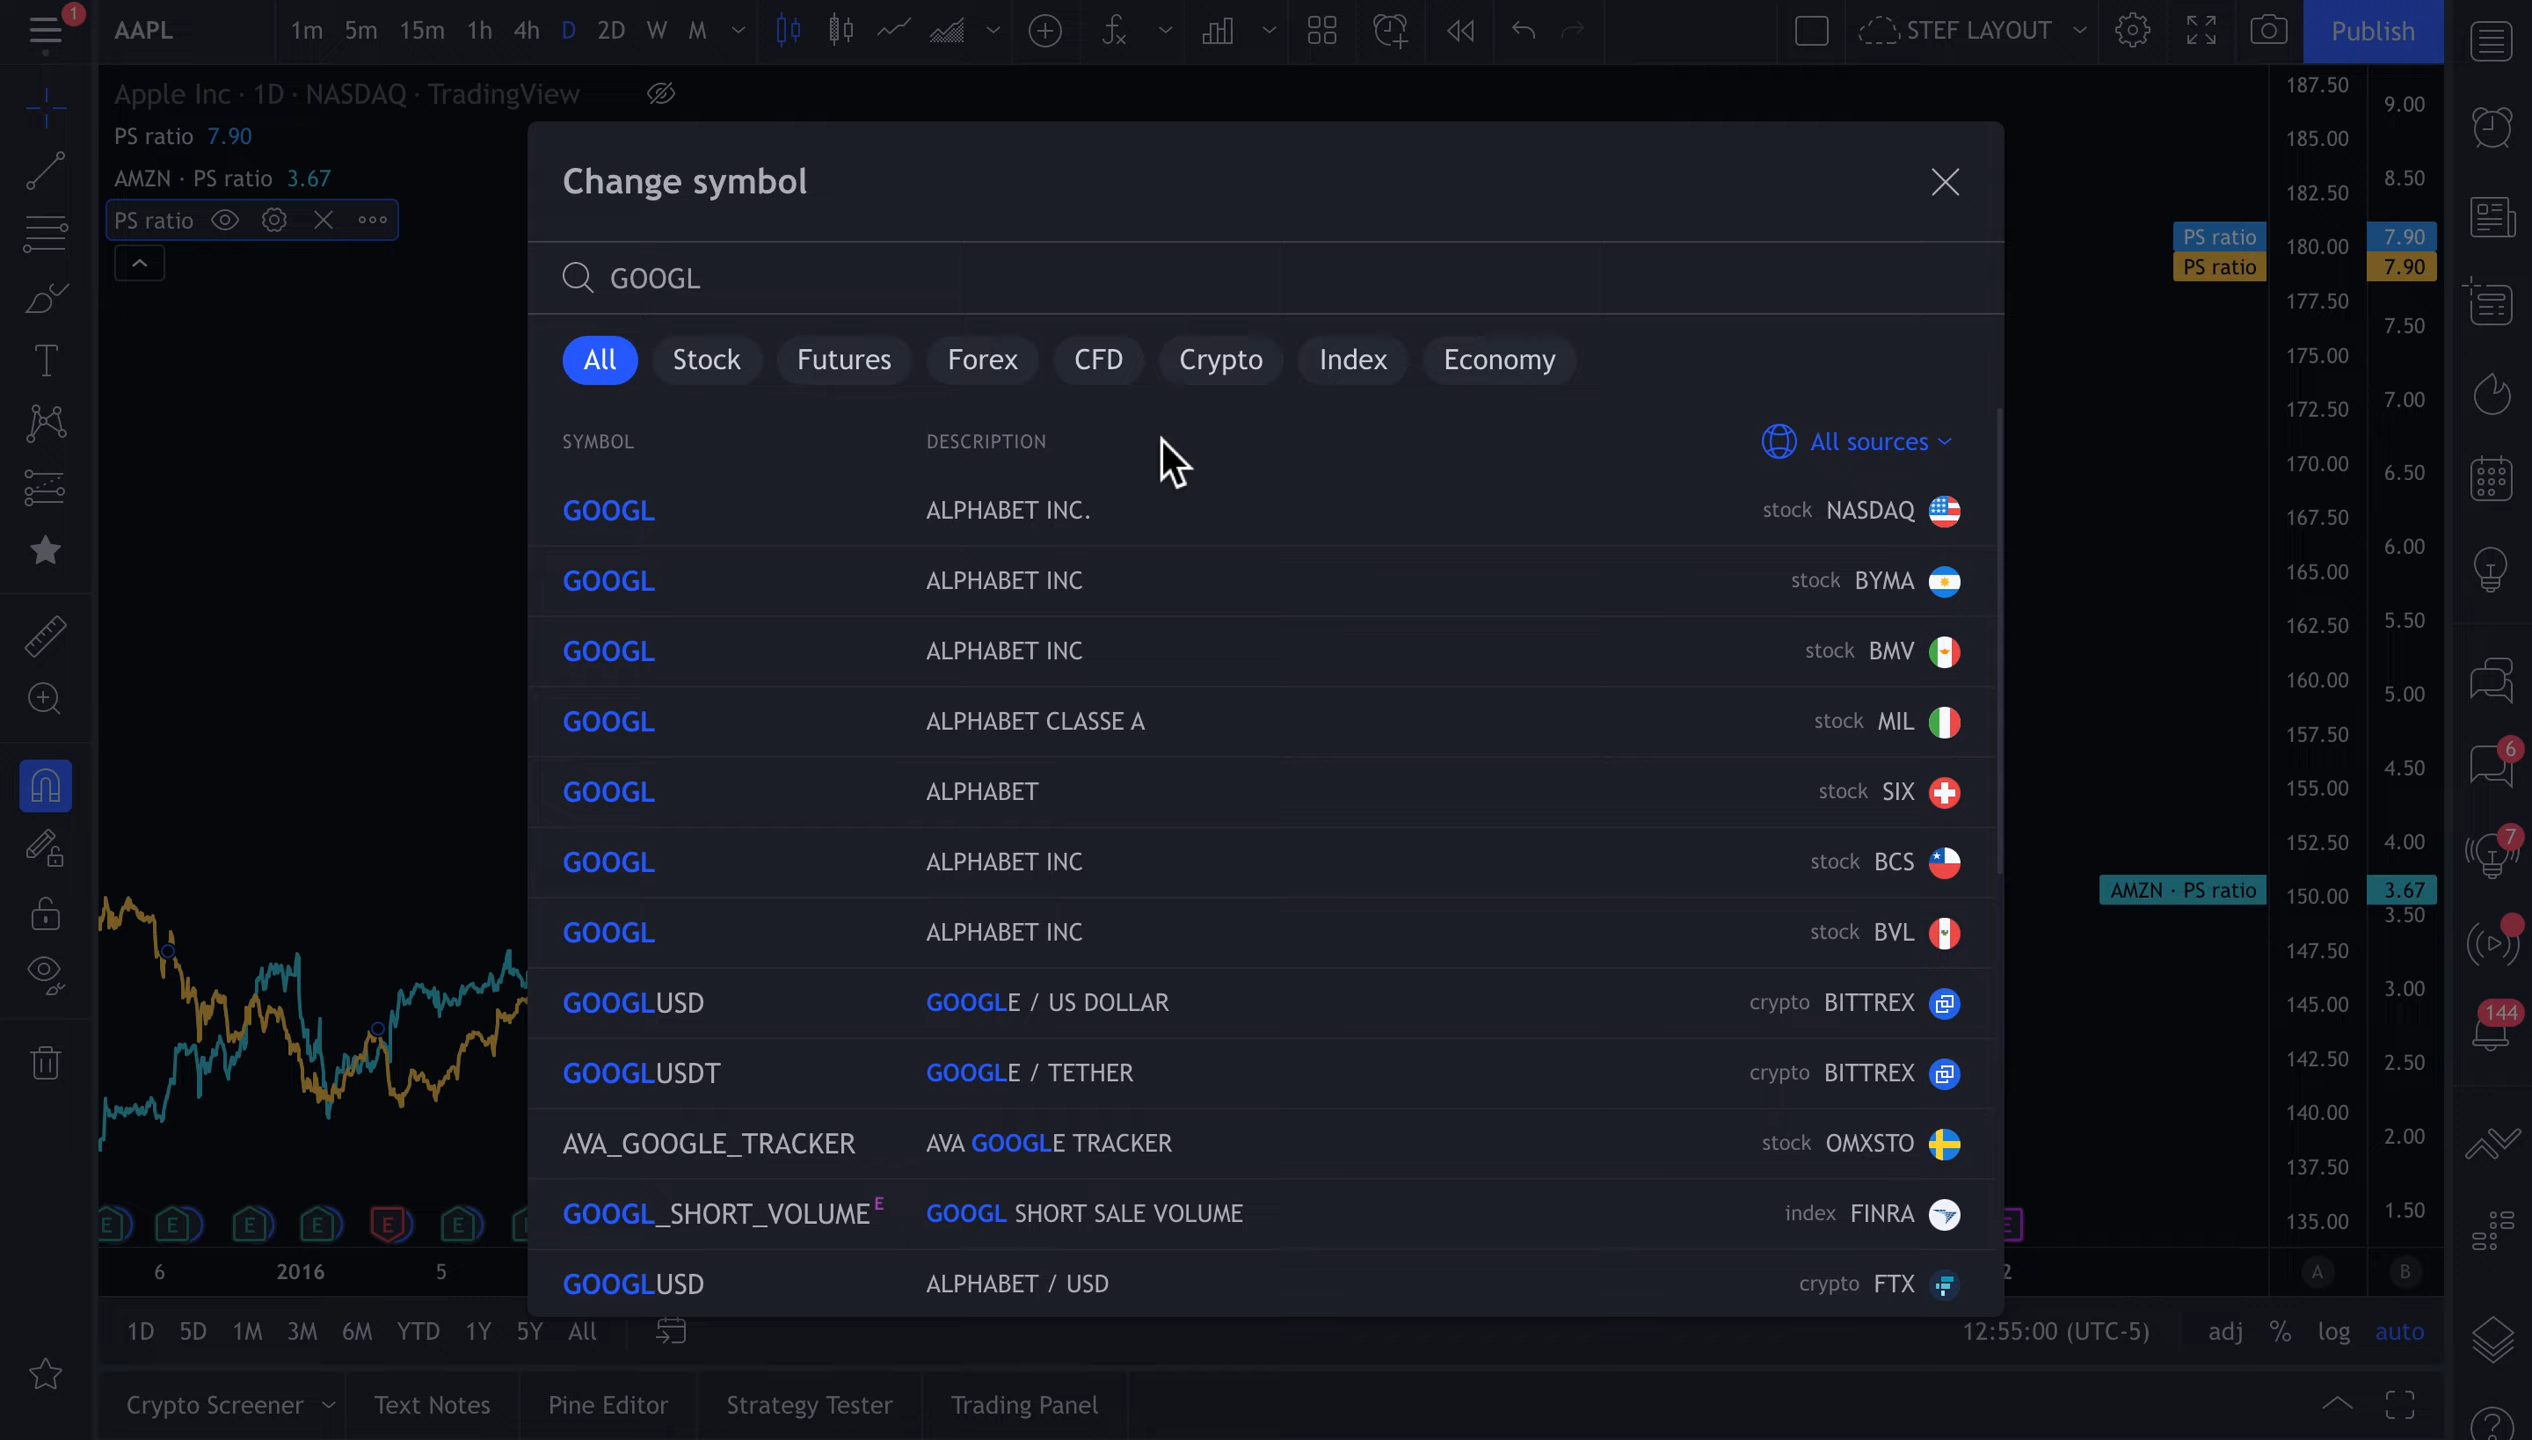 1
AAPL
1m 5m 15m 1h 4h D 2D W M
STEF LAYOUT
Publish
Apple Inc · 1D · NASDAQ · TradingView
PS ratio 7.90
AMZN · PS ratio 3.67
PS ratio
Change symbol
GOOGL
All Stock Futures Forex CFD Crypto Index Economy
SYMBOL DESCRIPTION All sources
GOOGL ALPHABET INC. stock NASDAQ
GOOGL ALPHABET INC stock BYMA
GOOGL ALPHABET INC stock BMV
GOOGL ALPHABET CLASSE A stock MIL
GOOGL ALPHABET stock SIX
GOOGL ALPHABET INC stock BCS
GOOGL ALPHABET INC stock BVL
GOOGLUSD GOOGLE / US DOLLAR crypto BITTREX
GOOGLUSDT GOOGLE / TETHER crypto BITTREX
AVA_GOOGLE_TRACKER AVA GOOGLE TRACKER stock OMXSTO
GOOGL_SHORT_VOLUME E GOOGL SHORT SALE VOLUME index FINRA
GOOGLUSD ALPHABET / USD crypto FTX
187.50
185.00
182.50
180.00
177.50
175.00
172.50
170.00
167.50
165.00
162.50
160.00
157.50
155.00
152.50
150.00
147.50
145.00
142.50
140.00
137.50
135.00
9.00
8.50
PS ratio 7.90
PS ratio 7.90
7.50
7.00
6.50
6.00
5.50
5.00
4.50
4.00
AMZN · PS ratio 3.67
3.50
3.00
2.50
2.00
1.50
6
7
144
E E E E E E E E
6 2016 5 2 A B
1D 5D 1M 3M 6M YTD 1Y 5Y All
12:55:00 (UTC-5) adj % log auto
Crypto Screener Text Notes Pine Editor Strategy Tester Trading Panel